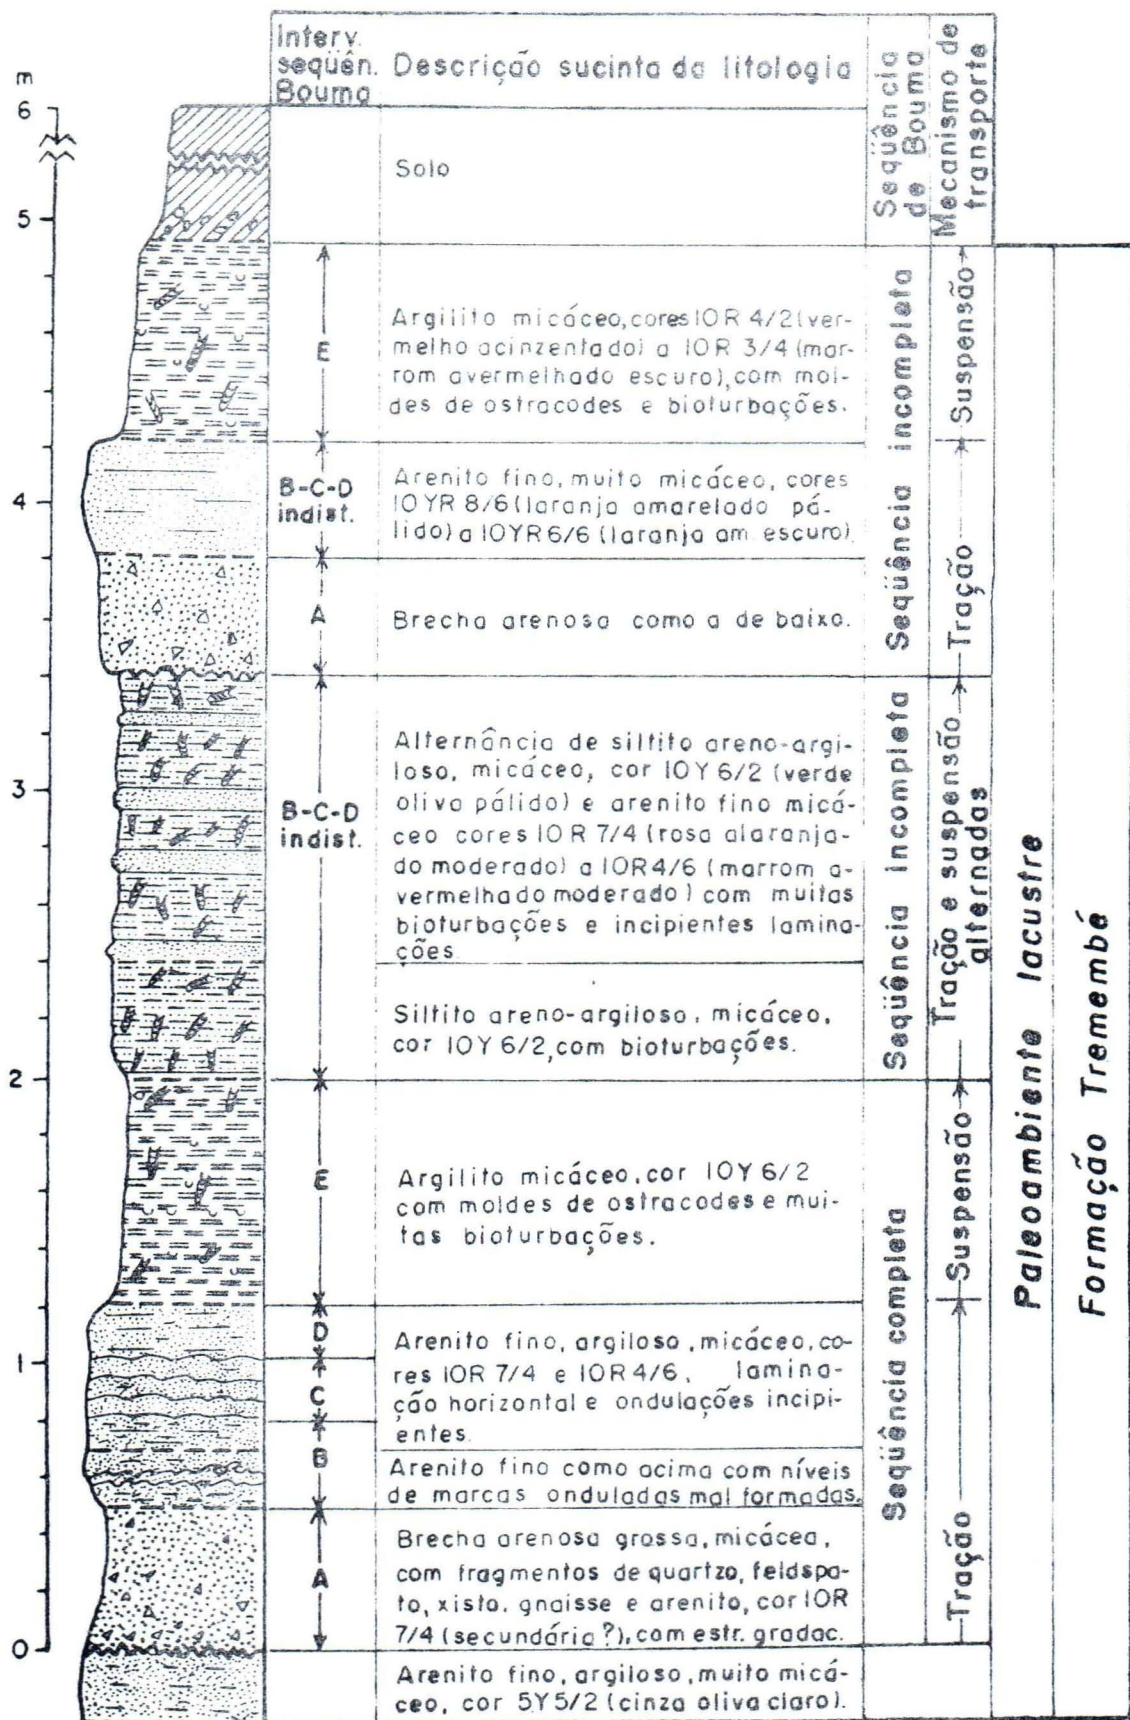 Interv.
seqüên.
Bouma
Descrição sucinta da litologia
Seqüência
de Bouma
Mecanismo de
transporte
m
6
5
4
3
2
1
0
Solo
E
Argilito micáceo, cores 10R 4/2 (ver-
melho acinzentado) a 10R 3/4 (mar-
rom avermelhado escuro), com mol-
des de ostracodes e bioturbações.
B-C-D
indist.
Arenito fino, muito micáceo, cores
10YR 8/6 (laranja amarelado pá-
lido) a 10YR 6/6 (laranja am escuro)
A
Brecha arenosa como a de baixo.
B-C-D
indist.
Alternância de siltito areno-argi-
loso, micáceo, cor 10Y 6/2 (verde
oliva pálido) e arenito fino micá-
ceo cores 10R 7/4 (rosa alaranja-
do moderado) a 10R4/6 (marrom a-
vermelhado moderado) com muitas
bioturbações e incipientes lamina-
ções.
Siltito areno-argiloso, micáceo,
cor 10Y 6/2, com bioturbações.
E
Argilito micáceo, cor 10Y 6/2
com moldes de ostracodes e mui-
tas bioturbações.
D
C
B
Arenito fino, argiloso, micáceo, co-
res 10R 7/4 e 10R 4/6, lamina-
ção horizontal e ondulações incipi-
entes.
Arenito fino como acima com níveis
de marcas onduladas mal formadas.
A
Brecha arenosa grossa, micácea,
com fragmentos de quartzo, feldspa-
to, xisto, gnaisse e arenito, cor 10R
7/4 (secundária?), com estr. gradac.
Arenito fino, argiloso, muito micá-
ceo, cor 5Y 5/2 (cinza oliva claro).
Seqüência incompleta
Seqüência incompleta
Seqüência completa
Suspensão
Tração
Tração e suspensão
alternadas
Suspensão
Tração
Paleoambiente lacustre
Formação Tremembé